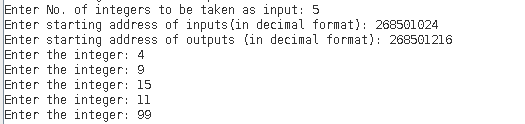 Enter No. of integers to be taken as input: 5
Enter starting address of inputs(in decimal format): 268501024
Enter starting address of outputs (in decimal format): 268501216
Enter the integer: 4
Enter the integer: 9
Enter the integer: 15
Enter the integer: 11
Enter the integer: 99